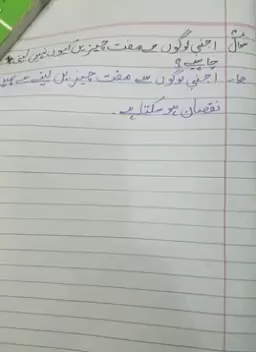 سوال اجنبی لوگوں سے مفت چیزیں کیوں نہیں لینی
چاہیے؟
ج۔ اجنبی لوگوں سے مفت چیزیں لینے سے ہمیں
نقصان ہو سکتا ہے۔